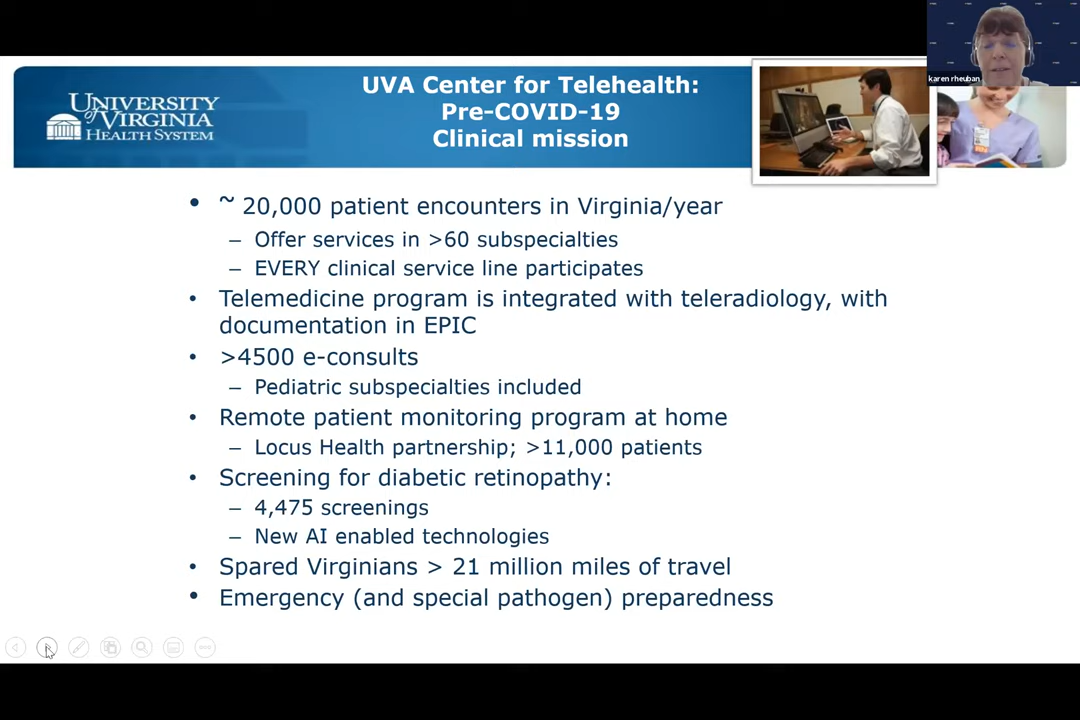 karen rheuban
UNIVERSITY
of VIRGINIA
HEALTH SYSTEM
UVA Center for Telehealth:
Pre-COVID-19
Clinical mission
• ~ 20,000 patient encounters in Virginia/year
– Offer services in >60 subspecialties
– EVERY clinical service line participates
• Telemedicine program is integrated with teleradiology, with
documentation in EPIC
• >4500 e-consults
– Pediatric subspecialties included
• Remote patient monitoring program at home
– Locus Health partnership; >11,000 patients
• Screening for diabetic retinopathy:
– 4,475 screenings
– New AI enabled technologies
• Spared Virginians > 21 million miles of travel
• Emergency (and special pathogen) preparedness